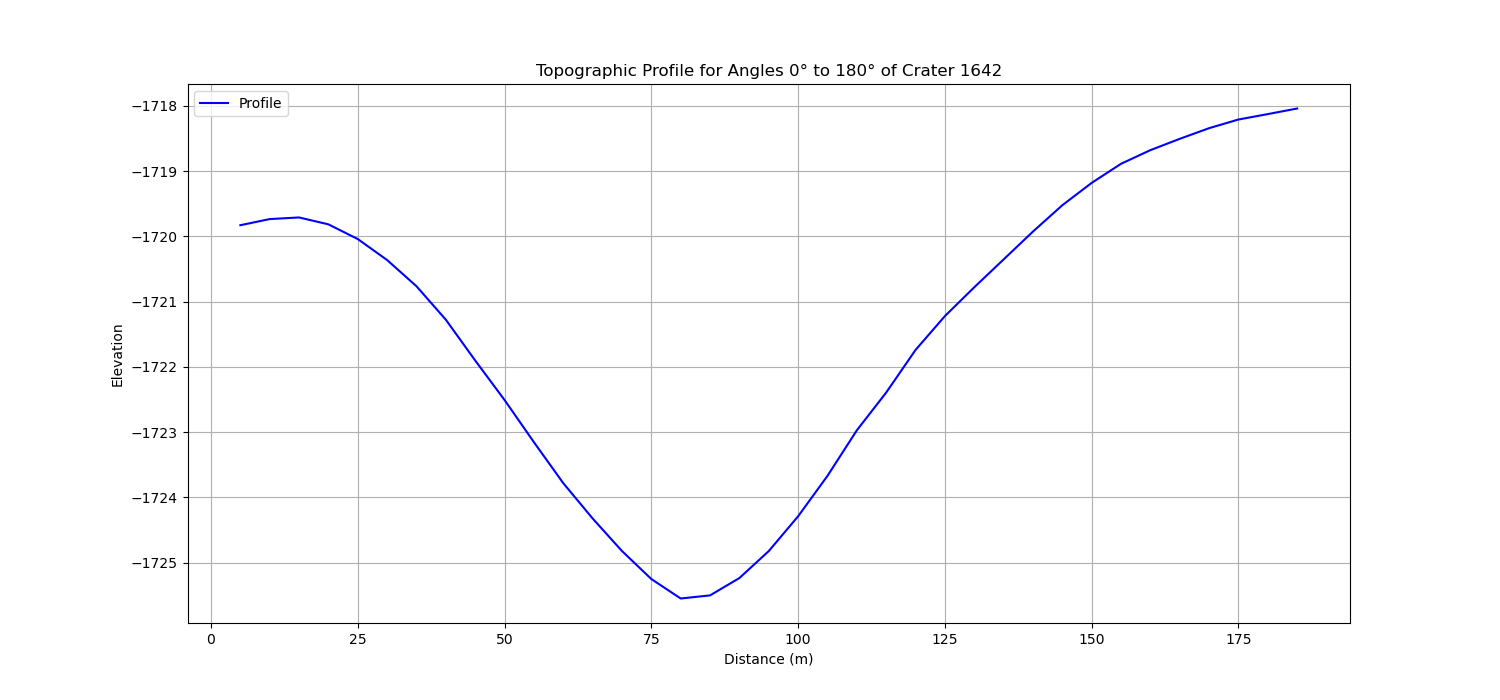 Topographic Profile for Angles 0° to 180° of Crater 1642
Profile
−1718
−1719
−1720
−1721
−1722
−1723
−1724
−1725
Elevation
0 25 50 75 100 125 150 175
Distance (m)